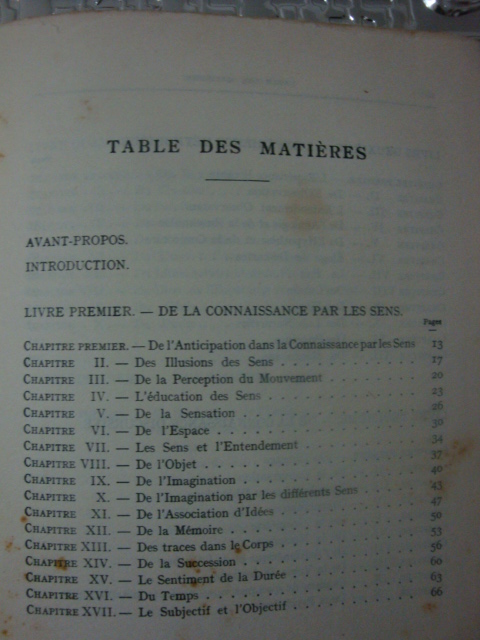 TABLE DES MATIÈRES
AVANT-PROPOS.
INTRODUCTION.
LIVRE PREMIER. — DE LA CONNAISSANCE PAR LES SENS.
Pages
CHAPITRE PREMIER. — De l'Anticipation dans la Connaissance par les Sens 13
CHAPITRE II. — Des Illusions des Sens . . . . . . . . . . 17
CHAPITRE III. — De la Perception du Mouvement . . . . . . . 20
CHAPITRE IV. — L'éducation des Sens . . . . . . . . . . 23
CHAPITRE V. — De la Sensation . . . . . . . . . . . . 26
CHAPITRE VI. — De l'Espace . . . . . . . . . . . . . 30
CHAPITRE VII. — Les Sens et l'Entendement . . . . . . . . 34
CHAPITRE VIII. — De l'Objet . . . . . . . . . . . . . . 37
CHAPITRE IX. — De l'Imagination . . . . . . . . . . . . 40
CHAPITRE X. — De l'Imagination par les différents Sens . . . . 43
CHAPITRE XI. — De l'Association d'Idées . . . . . . . . . 47
CHAPITRE XII. — De la Mémoire . . . . . . . . . . . . 50
CHAPITRE XIII. — Des traces dans le Corps . . . . . . . . . 53
CHAPITRE XIV. — De la Succession . . . . . . . . . . . . 56
CHAPITRE XV. — Le Sentiment de la Durée . . . . . . . . . 60
CHAPITRE XVI. — Du Temps . . . . . . . . . . . . . . 63
CHAPITRE XVII. — Le Subjectif et l'Objectif . . . . . . . . . 66